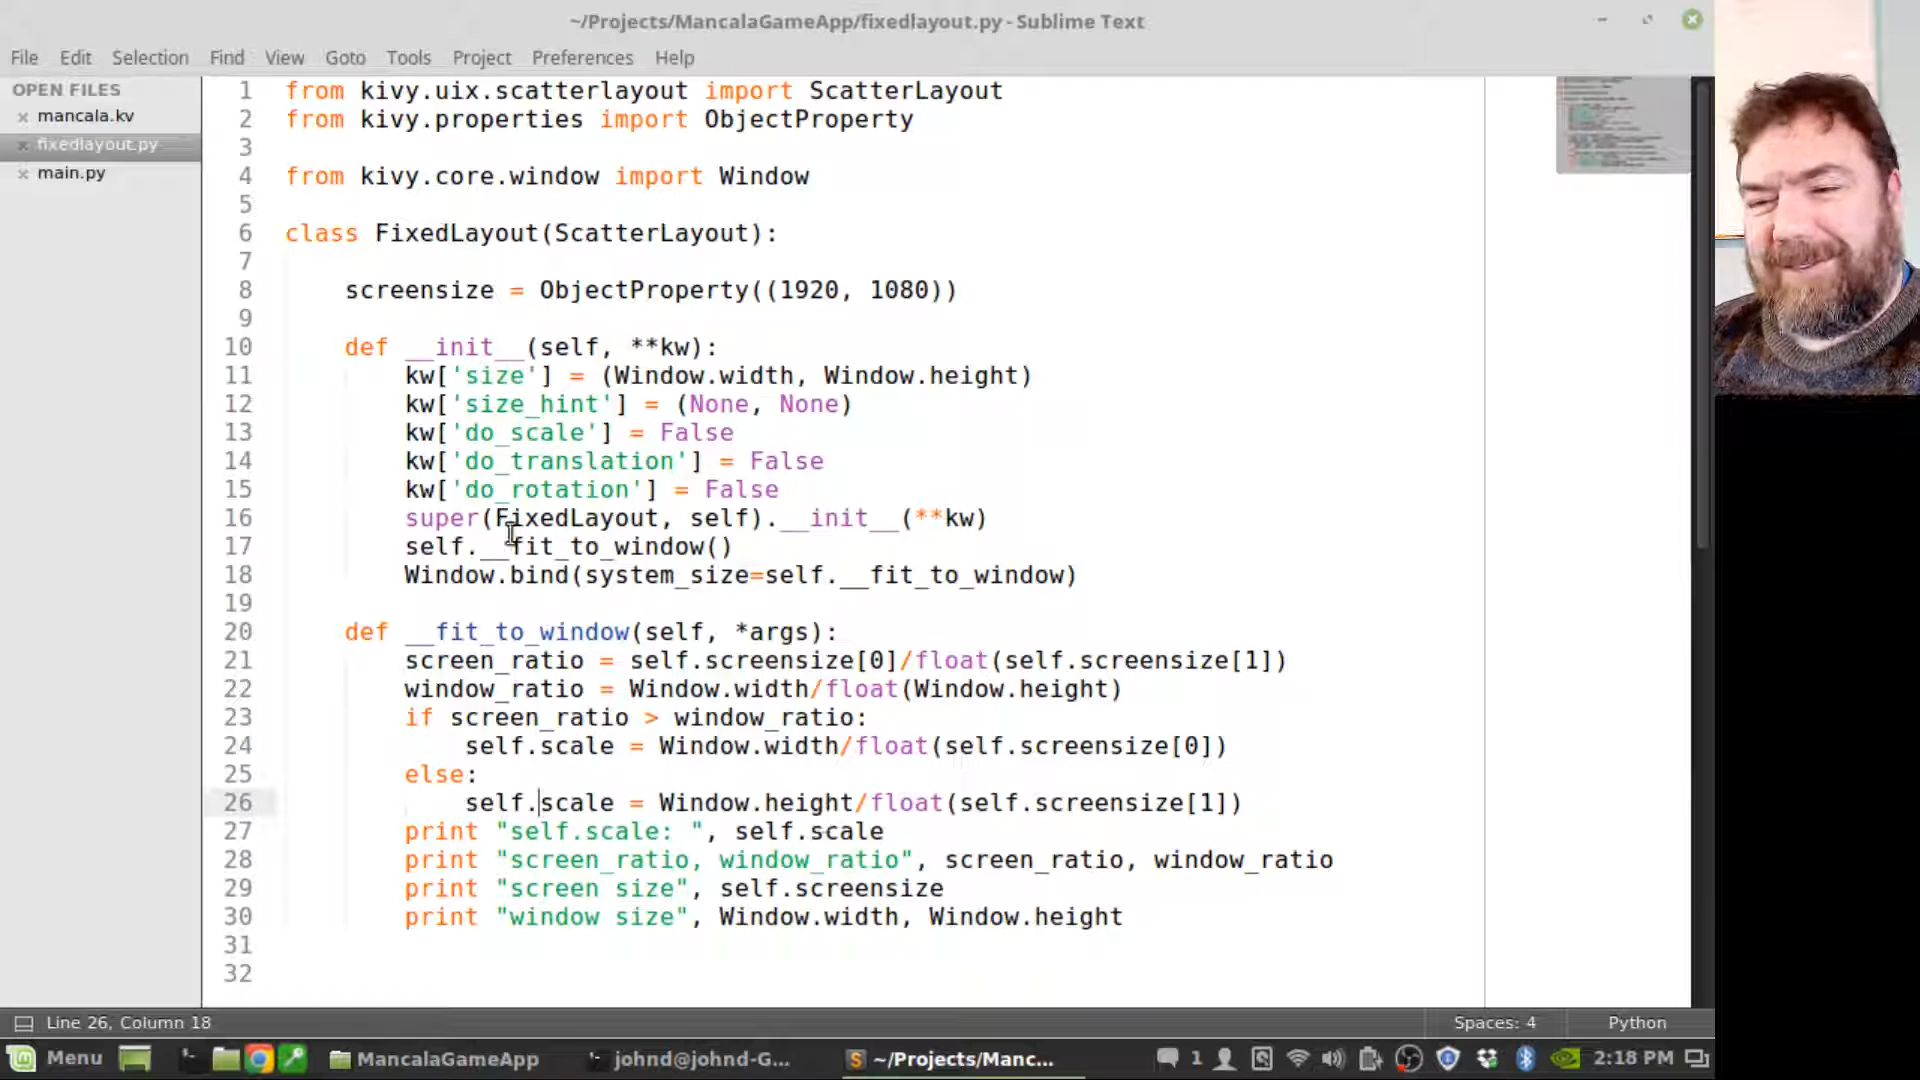 ~/Projects/MancalaGameApp/fixedlayout.py - Sublime Text
File Edit Selection Find View Goto Tools Project Preferences Help
OPEN FILES
mancala.kv
fixedlayout.py
main.py
1 from kivy.uix.scatterlayout import ScatterLayout
2 from kivy.properties import ObjectProperty
3
4 from kivy.core.window import Window
5
6 class FixedLayout(ScatterLayout):
7
8 screensize = ObjectProperty((1920, 1080))
9
10 def __init__(self, **kw):
11 kw['size'] = (Window.width, Window.height)
12 kw['size_hint'] = (None, None)
13 kw['do_scale'] = False
14 kw['do_translation'] = False
15 kw['do_rotation'] = False
16 super(FixedLayout, self).__init__(**kw)
17 self.__fit_to_window()
18 Window.bind(system_size=self.__fit_to_window)
19
20 def __fit_to_window(self, *args):
21 screen_ratio = self.screensize[0]/float(self.screensize[1])
22 window_ratio = Window.width/float(Window.height)
23 if screen_ratio > window_ratio:
24 self.scale = Window.width/float(self.screensize[0])
25 else:
26 self.scale = Window.height/float(self.screensize[1])
27 print "self.scale: ", self.scale
28 print "screen_ratio, window_ratio", screen_ratio, window_ratio
29 print "screen size", self.screensize
30 print "window size", Window.width, Window.height
31
32
Line 26, Column 18 Spaces: 4 Python
Menu MancalaGameApp johnd@johnd-G... ~/Projects/Manc... 1 2:18 PM